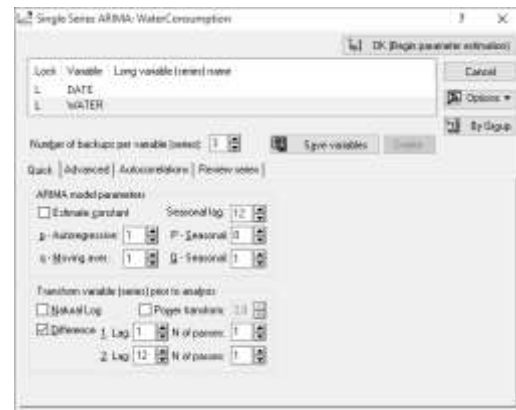 Single Series ARIMA: WaterConsumption ? X
OK (Begin parameter estimation)
Lock Variable Long variable (series) name
L DATE
L WATER
Cancel
Options
By Group
Number of backups per variable (series): 3
Save variables
Delete
Quick Advanced Autocorrelations Review series
ARIMA model parameters
Estimate constant Seasonal lag: 12
p - Autoregressive: 1 P - Seasonal: 0
q - Moving aver.: 1 Q - Seasonal: 1
Transform variable (series) prior to analysis
Natural Log Power transform: 2.0
Difference 1. Lag: 1 N of passes: 1
2. Lag: 12 N of passes: 1